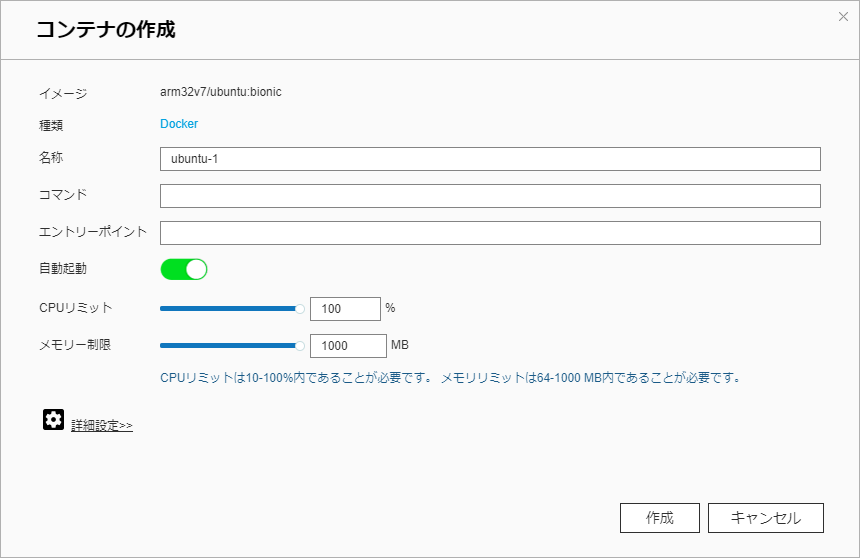 コンテナの作成
イメージ arm32v7/ubuntu:bionic
種類 Docker
名称 ubuntu-1
コマンド
エントリーポイント
自動起動
CPUリミット 100 %
メモリー制限 1000 MB
CPUリミットは10-100%内であることが必要です。 メモリリミットは64-1000 MB内であることが必要です。
詳細設定>>
作成 キャンセル